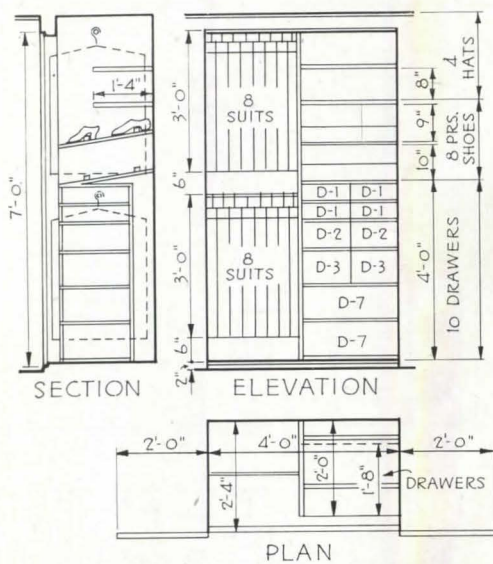 1'-4"
7'-0"
SECTION
3'-0"
6"
3'-0"
6"
2"
8
SUITS
8
SUITS
D-1 D-1
D-1 D-1
D-2 D-2
D-3 D-3
D-7
D-7
8"
9"
10"
4'-0"
4
HATS
8 PRS.
SHOES
10 DRAWERS
ELEVATION
2'-0" 4'-0" 2'-0"
2'-4"
2'-0"
1'-8"
DRAWERS
PLAN